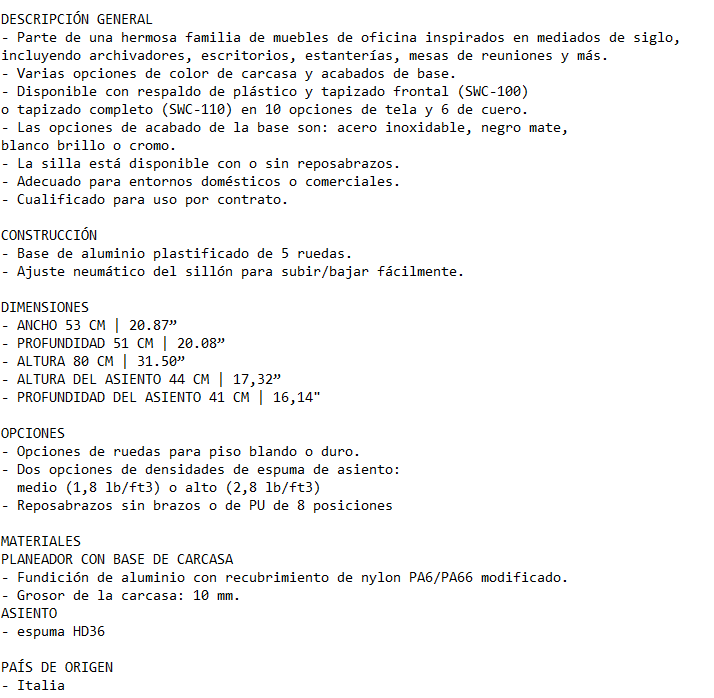 DESCRIPCIÓN GENERAL
- Parte de una hermosa familia de muebles de oficina inspirados en mediados de siglo,
incluyendo archivadores, escritorios, estanterías, mesas de reuniones y más.
- Varias opciones de color de carcasa y acabados de base.
- Disponible con respaldo de plástico y tapizado frontal (SWC-100)
o tapizado completo (SWC-110) en 10 opciones de tela y 6 de cuero.
- Las opciones de acabado de la base son: acero inoxidable, negro mate,
blanco brillo o cromo.
- La silla está disponible con o sin reposabrazos.
- Adecuado para entornos domésticos o comerciales.
- Cualificado para uso por contrato.

CONSTRUCCIÓN
- Base de aluminio plastificado de 5 ruedas.
- Ajuste neumático del sillón para subir/bajar fácilmente.

DIMENSIONES
- ANCHO 53 CM | 20.87”
- PROFUNDIDAD 51 CM | 20.08”
- ALTURA 80 CM | 31.50”
- ALTURA DEL ASIENTO 44 CM | 17,32”
- PROFUNDIDAD DEL ASIENTO 41 CM | 16,14"

OPCIONES
- Opciones de ruedas para piso blando o duro.
- Dos opciones de densidades de espuma de asiento:
  medio (1,8 lb/ft3) o alto (2,8 lb/ft3)
- Reposabrazos sin brazos o de PU de 8 posiciones

MATERIALES
PLANEADOR CON BASE DE CARCASA
- Fundición de aluminio con recubrimiento de nylon PA6/PA66 modificado.
- Grosor de la carcasa: 10 mm.
ASIENTO
- espuma HD36

PAÍS DE ORIGEN
- Italia